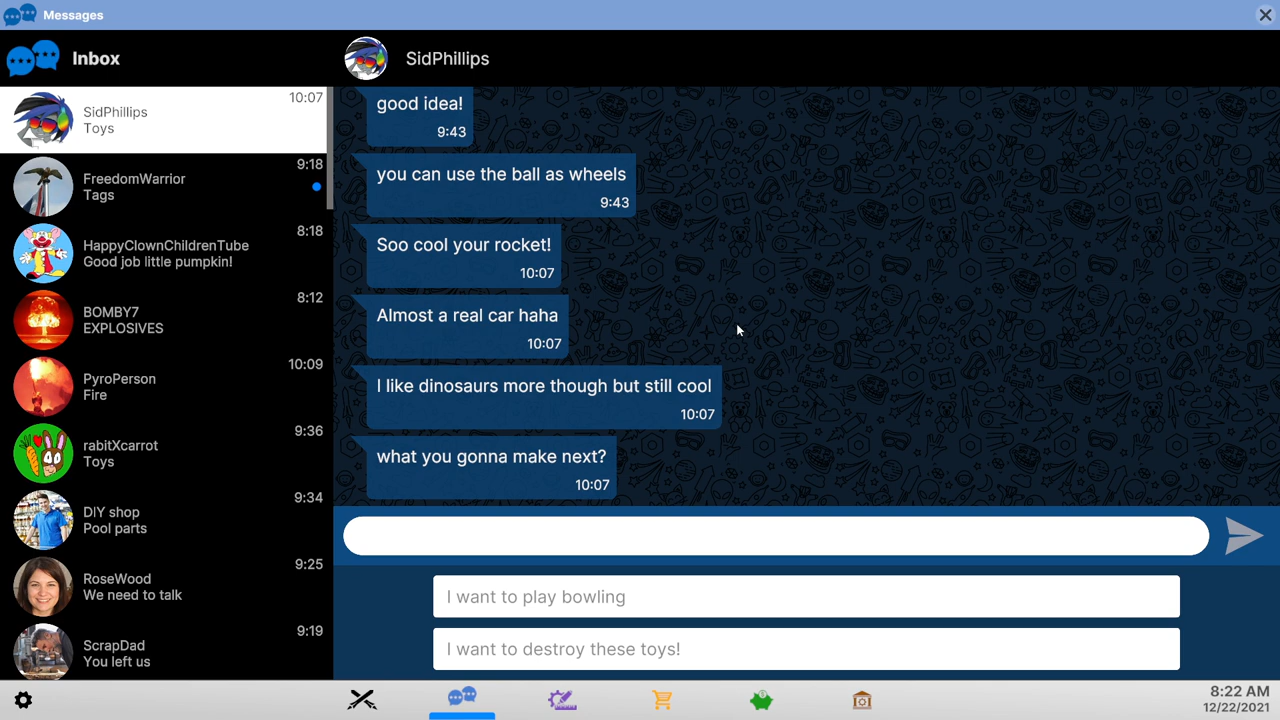 Messages
Inbox
SidPhillips
Toys
10:07
FreedomWarrior
Tags
9:18
HappyClownChildrenTube
Good job little pumpkin!
8:18
BOMBY7
EXPLOSIVES
8:12
PyroPerson
Fire
10:09
rabitXcarrot
Toys
9:36
DIY shop
Pool parts
9:34
RoseWood
We need to talk
9:25
ScrapDad
You left us
9:19
SidPhillips
good idea!
9:43
you can use the ball as wheels
9:43
Soo cool your rocket!
10:07
Almost a real car haha
10:07
I like dinosaurs more though but still cool
10:07
what you gonna make next?
10:07
I want to play bowling
I want to destroy these toys!
8:22 AM
12/22/2021